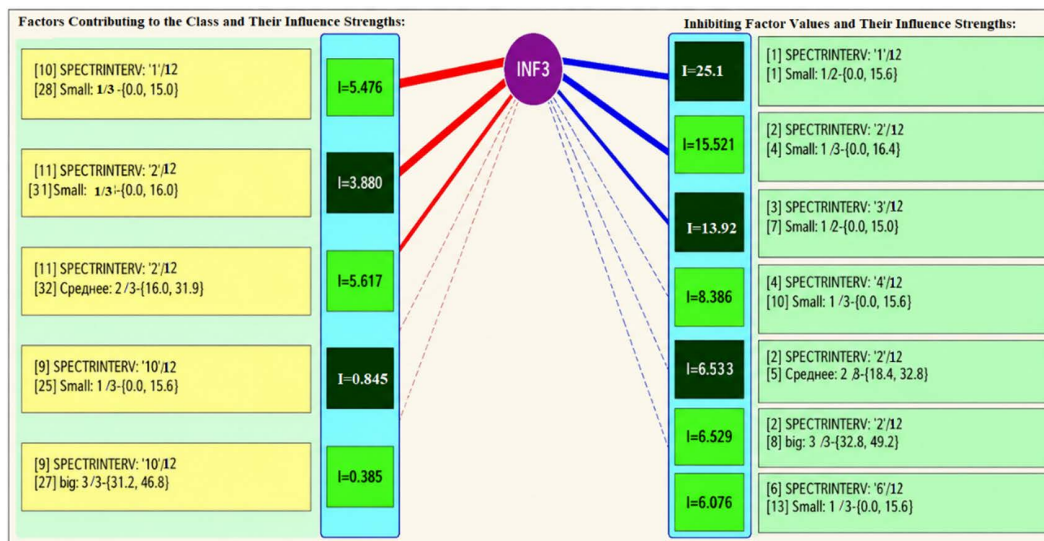 Factors Contributing to the Class and Their Influence Strengths:
[10] SPECTRINTERV: '1'/12
[28] Small: 1/3 -{0.0, 15.0}
I=5.476
[11] SPECTRINTERV: '2'/12
[31] Small: 1/3-{0.0, 16.0}
I=3.880
[11] SPECTRINTERV: '2'/12
[32] Среднее: 2/3-{16.0, 31.9}
I=5.617
[9] SPECTRINTERV: '10'/12
[25] Small: 1/3-{0.0, 15.6}
I=0.845
[9] SPECTRINTERV: '10'/12
[27] big: 3/3-{31.2, 46.8}
I=0.385
INF3
Inhibiting Factor Values and Their Influence Strengths:
I=25.1
[1] SPECTRINTERV: '1'/12
[1] Small: 1/2-{0.0, 15.6}
I=15.521
[2] SPECTRINTERV: '2'/12
[4] Small: 1/3-{0.0, 16.4}
I=13.92
[3] SPECTRINTERV: '3'/12
[7] Small: 1/2-{0.0, 15.0}
I=8.386
[4] SPECTRINTERV: '4'/12
[10] Small: 1/3-{0.0, 15.6}
I=6.533
[2] SPECTRINTERV: '2'/12
[5] Среднее: 2/8-{18.4, 32.8}
I=6.529
[2] SPECTRINTERV: '2'/12
[8] big: 3/3-{32.8, 49.2}
I=6.076
[6] SPECTRINTERV: '6'/12
[13] Small: 1/3-{0.0, 15.6}